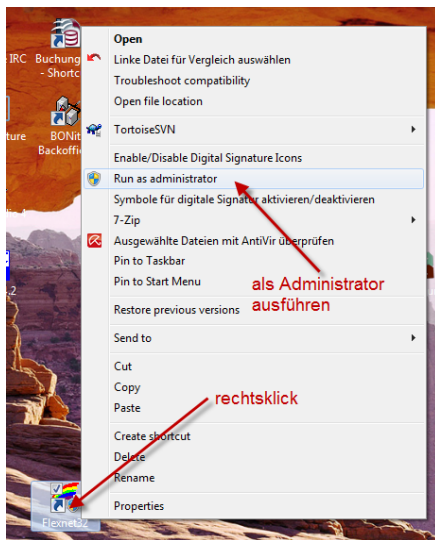 IRC
Buchung
- Shortc
ture
BONit
Backoffi
.2
Open
Linke Datei für Vergleich auswählen
Troubleshoot compatibility
Open file location
TortoiseSVN
Enable/Disable Digital Signature Icons
Run as administrator
Symbole für digitale Signatur aktivieren/deaktivieren
7-Zip
Ausgewählte Dateien mit AntiVir überprüfen
Pin to Taskbar
Pin to Start Menu
als Administrator
ausführen
Restore previous versions
Send to
Cut
Copy
Paste
rechtsklick
Create shortcut
Delete
Rename
Properties
Flexnet32